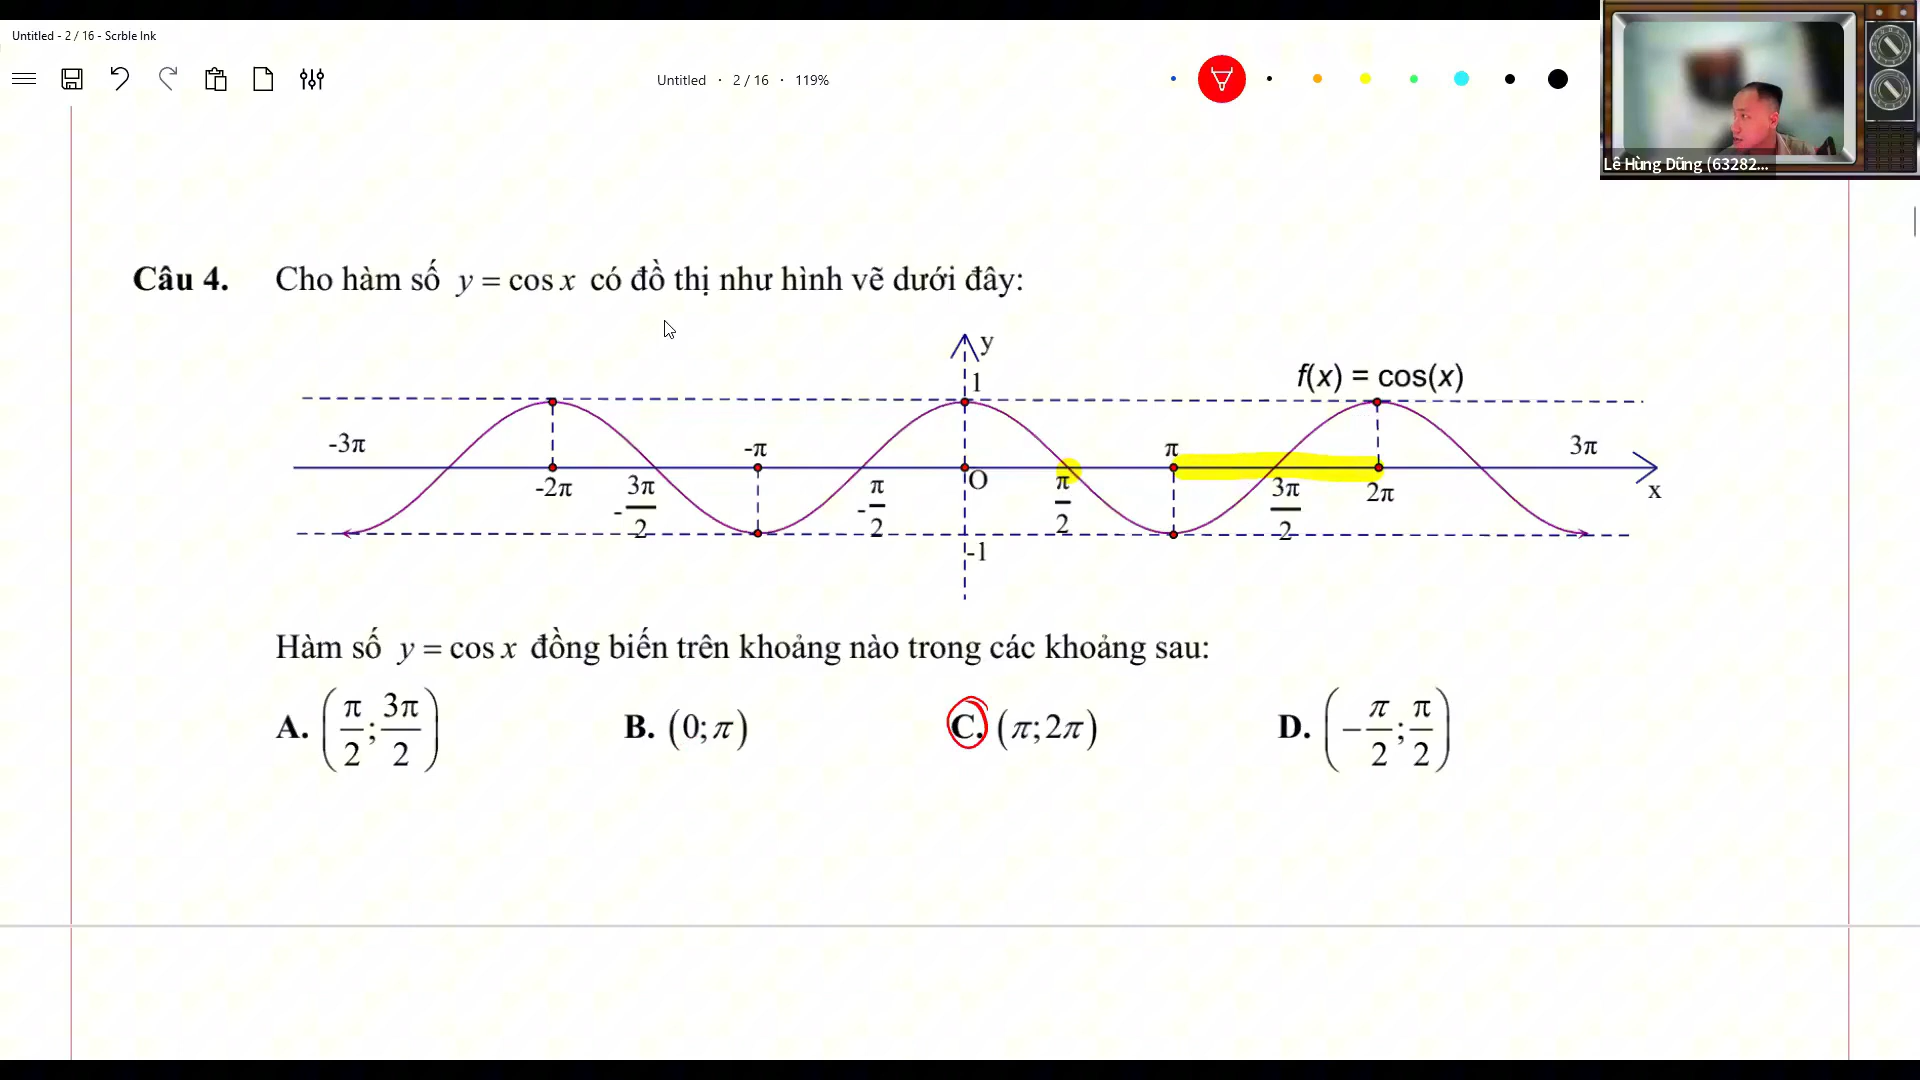 Untitled - 2 / 16 - Scrble Ink
Untitled · 2 / 16 · 119%
Lê Hùng Dũng (63282...
Câu 4. Cho hàm số y = cos x có đồ thị như hình vẽ dưới đây:
y
1
f(x) = cos(x)
-3π
-π
π
3π
-2π
-3π/2
-π/2
O
π/2
3π/2
2π
x
-1
Hàm số y = cos x đồng biến trên khoảng nào trong các khoảng sau:
A. (π/2; 3π/2) B. (0; π) C. (π; 2π) D. (-π/2; π/2)